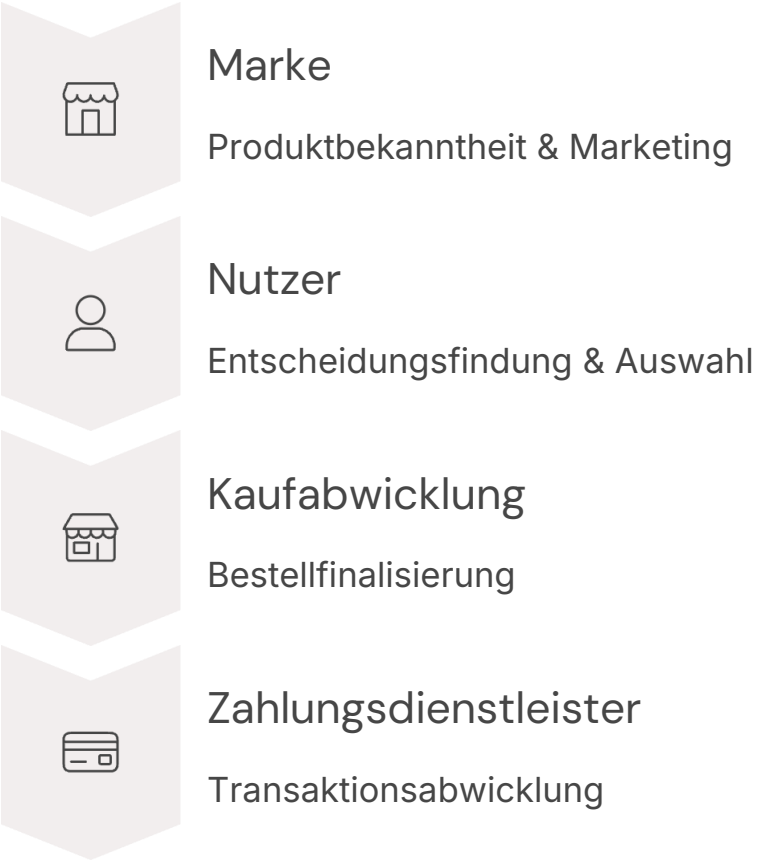 Marke
Produktbekanntheit & Marketing
Nutzer
Entscheidungsfindung & Auswahl
Kaufabwicklung
Bestellfinalisierung
Zahlungsdienstleister
Transaktionsabwicklung